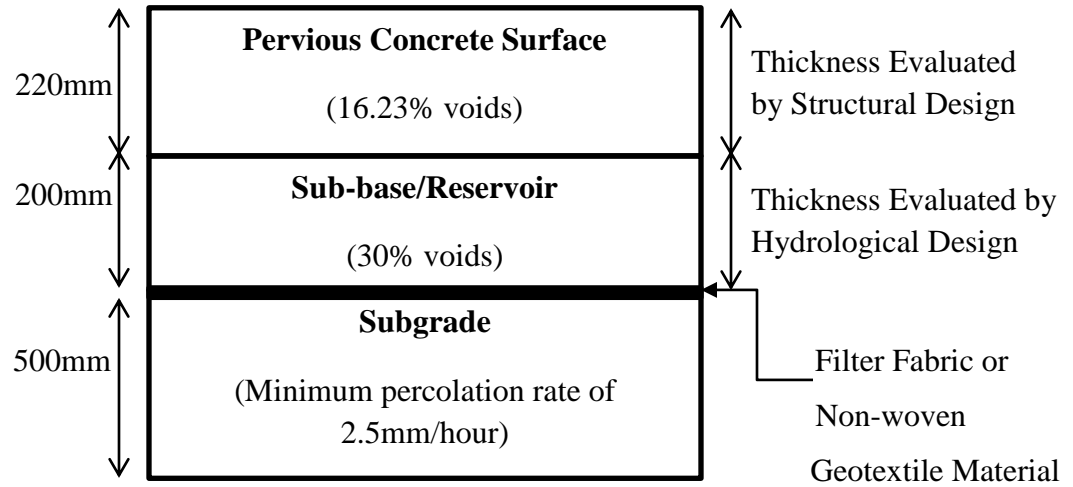 220mm
Pervious Concrete Surface
(16.23% voids)
Thickness Evaluated
by Structural Design
200mm
Sub-base/Reservoir
(30% voids)
Thickness Evaluated by
Hydrological Design
500mm
Subgrade
(Minimum percolation rate of
2.5mm/hour)
Filter Fabric or
Non-woven
Geotextile Material